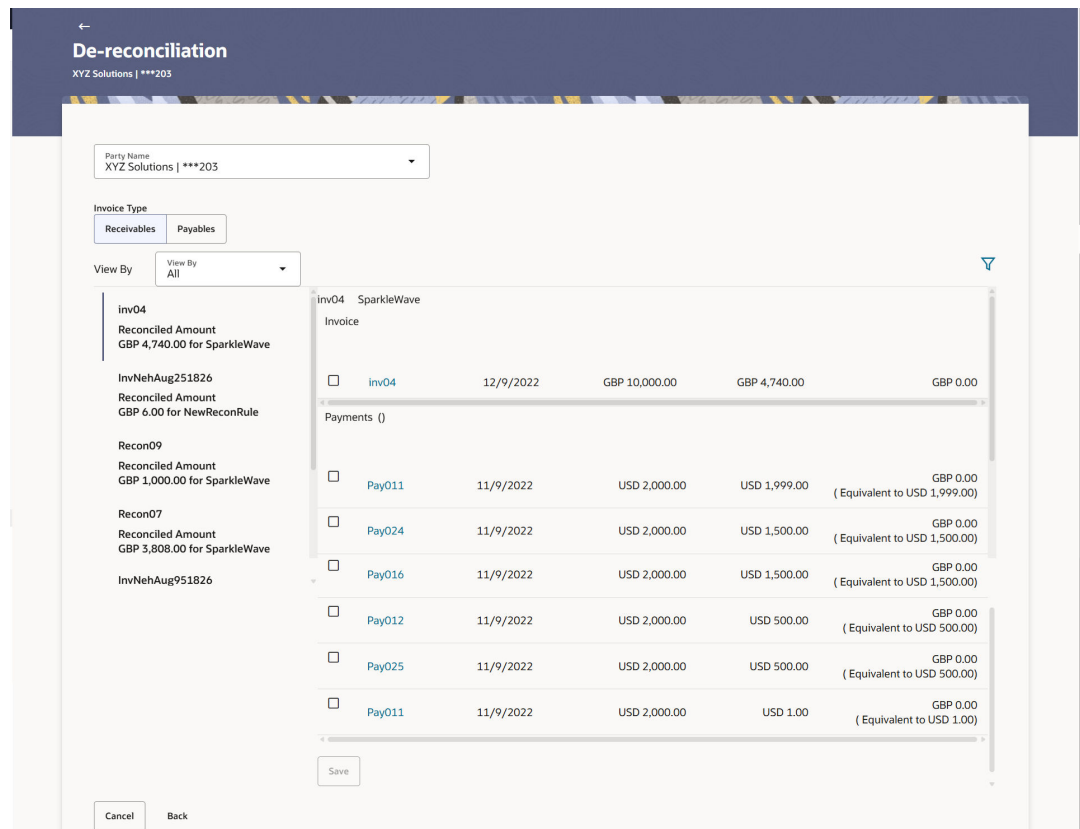 De-reconciliation
XYZ Solutions | ***203
Party Name
XYZ Solutions | ***203
Invoice Type
Receivables Payables
View By
View By
All
inv04
Reconciled Amount
GBP 4,740.00 for SparkleWave
InvNehAug251826
Reconciled Amount
GBP 6.00 for NewReconRule
Recon09
Reconciled Amount
GBP 1,000.00 for SparkleWave
Recon07
Reconciled Amount
GBP 3,808.00 for SparkleWave
InvNehAug951826
inv04 SparkleWave
Invoice
inv04 12/9/2022 GBP 10,000.00 GBP 4,740.00 GBP 0.00
Payments ()
Pay011 11/9/2022 USD 2,000.00 USD 1,999.00 GBP 0.00
( Equivalent to USD 1,999.00)
Pay024 11/9/2022 USD 2,000.00 USD 1,500.00 GBP 0.00
( Equivalent to USD 1,500.00)
Pay016 11/9/2022 USD 2,000.00 USD 1,500.00 GBP 0.00
( Equivalent to USD 1,500.00)
Pay012 11/9/2022 USD 2,000.00 USD 500.00 GBP 0.00
( Equivalent to USD 500.00)
Pay025 11/9/2022 USD 2,000.00 USD 500.00 GBP 0.00
( Equivalent to USD 500.00)
Pay011 11/9/2022 USD 2,000.00 USD 1.00 GBP 0.00
( Equivalent to USD 1.00)
Save
Cancel Back